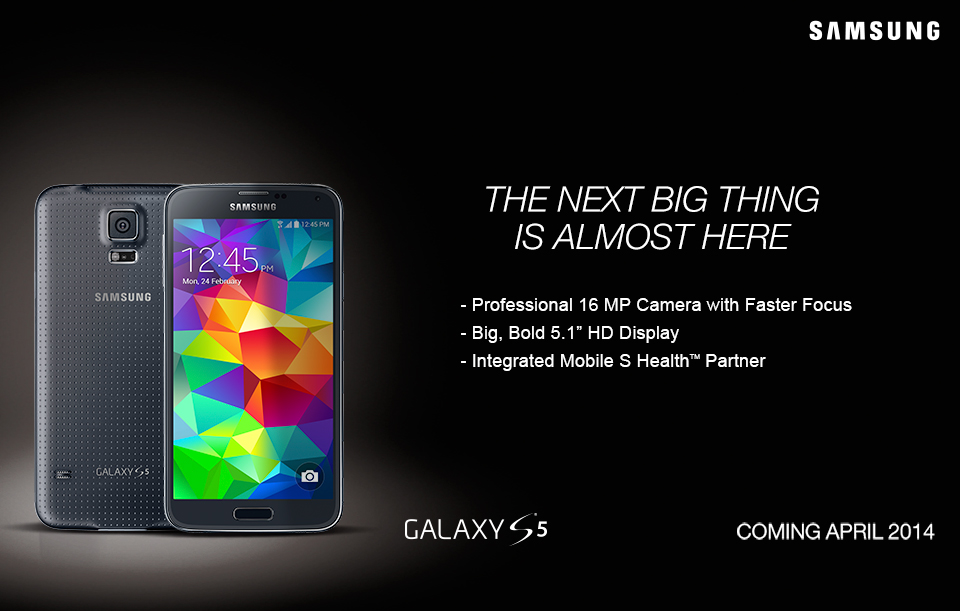 SAMSUNG
THE NEXT BIG THING
IS ALMOST HERE
- Professional 16 MP Camera with Faster Focus
- Big, Bold 5.1” HD Display
- Integrated Mobile S Health™ Partner
SAMSUNG
12:45 PM
12:45 PM
Mon, 24 February
SAMSUNG
GALAXY S5
GALAXY S5
COMING APRIL 2014